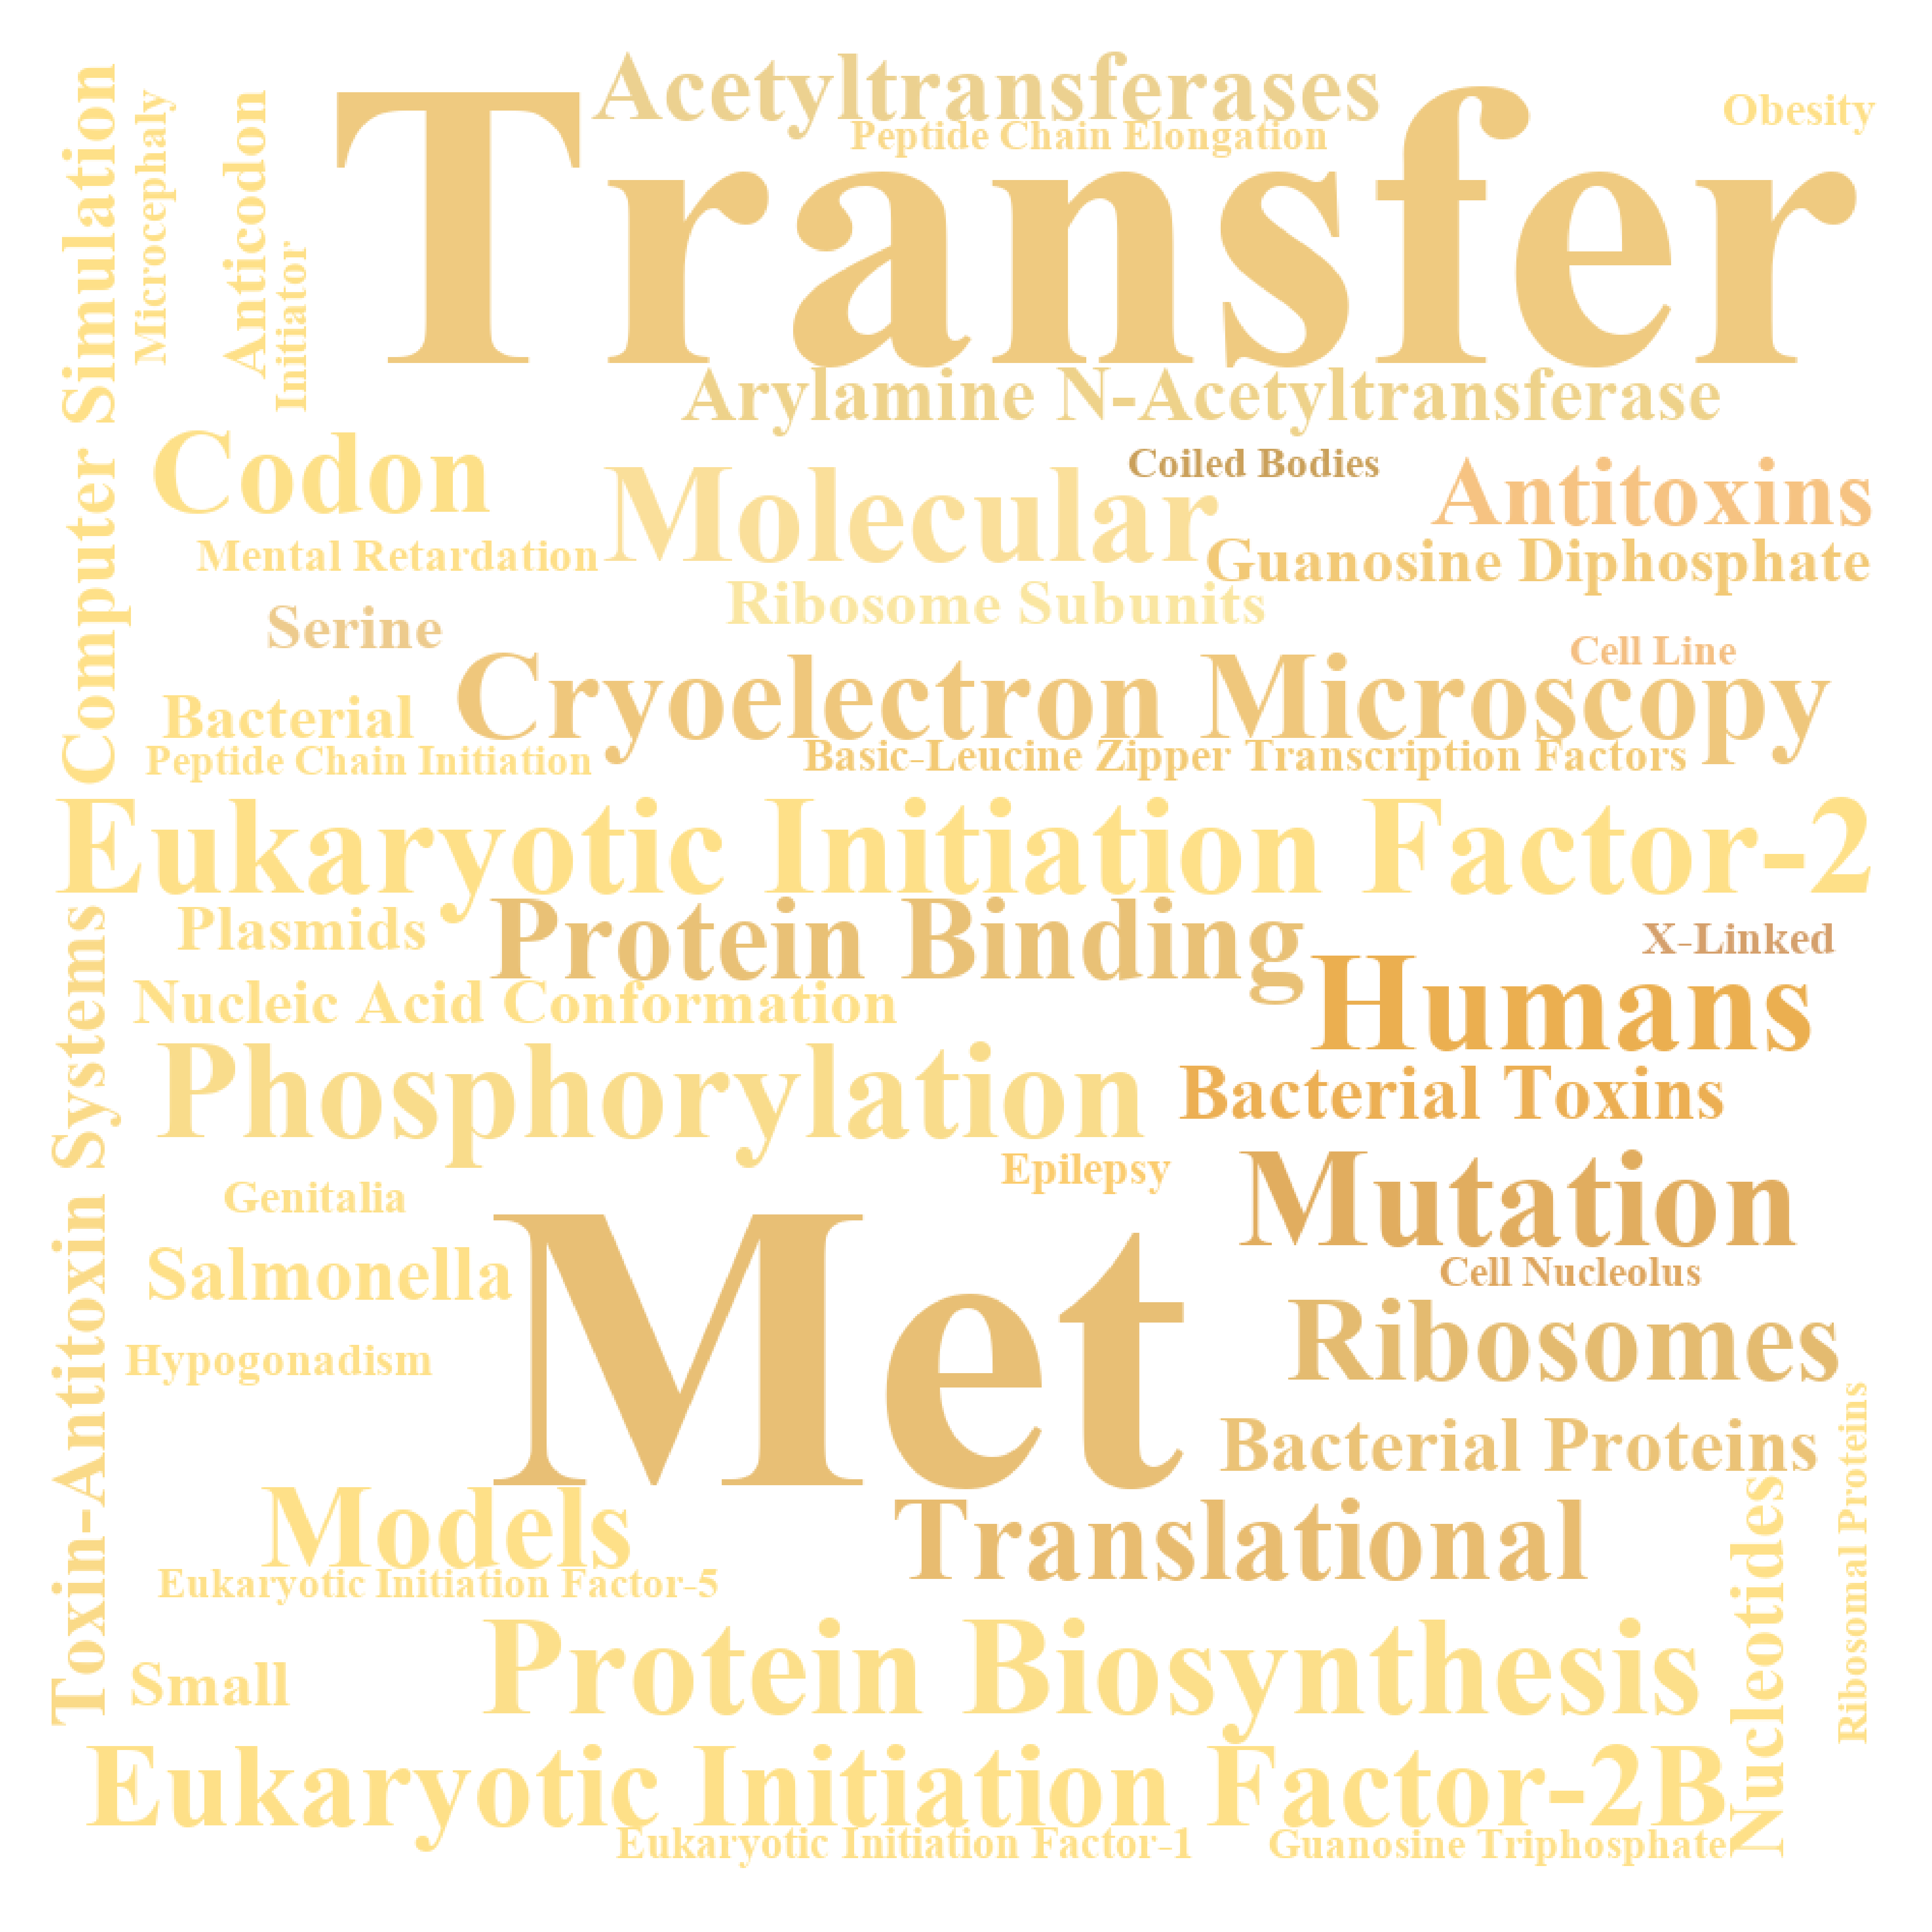 Acetyltransferases
Peptide Chain Elongation
Obesity
Transfer
Computer Simulation
Microcephaly
Anticodon
Initiator
Arylamine N-Acetyltransferase
Codon
Molecular
Coiled Bodies
Antitoxins
Mental Retardation
Guanosine Diphosphate
Ribosome Subunits
Serine
Cell Line
Cryoelectron Microscopy
Bacterial
Peptide Chain Initiation
Basic-Leucine Zipper Transcription Factors
Eukaryotic Initiation Factor-2
Toxin-Antitoxin Systems
Plasmids
Protein Binding
X-Linked
Nucleic Acid Conformation
Humans
Phosphorylation
Bacterial Toxins
Epilepsy
Mutation
Genitalia
Met
Salmonella
Cell Nucleolus
Ribosomes
Hypogonadism
Bacterial Proteins
Ribosomal Proteins
Models
Translational
Nucleotides
Eukaryotic Initiation Factor-5
Protein Biosynthesis
Small
Eukaryotic Initiation Factor-2B
Eukaryotic Initiation Factor-1
Guanosine Triphosphate